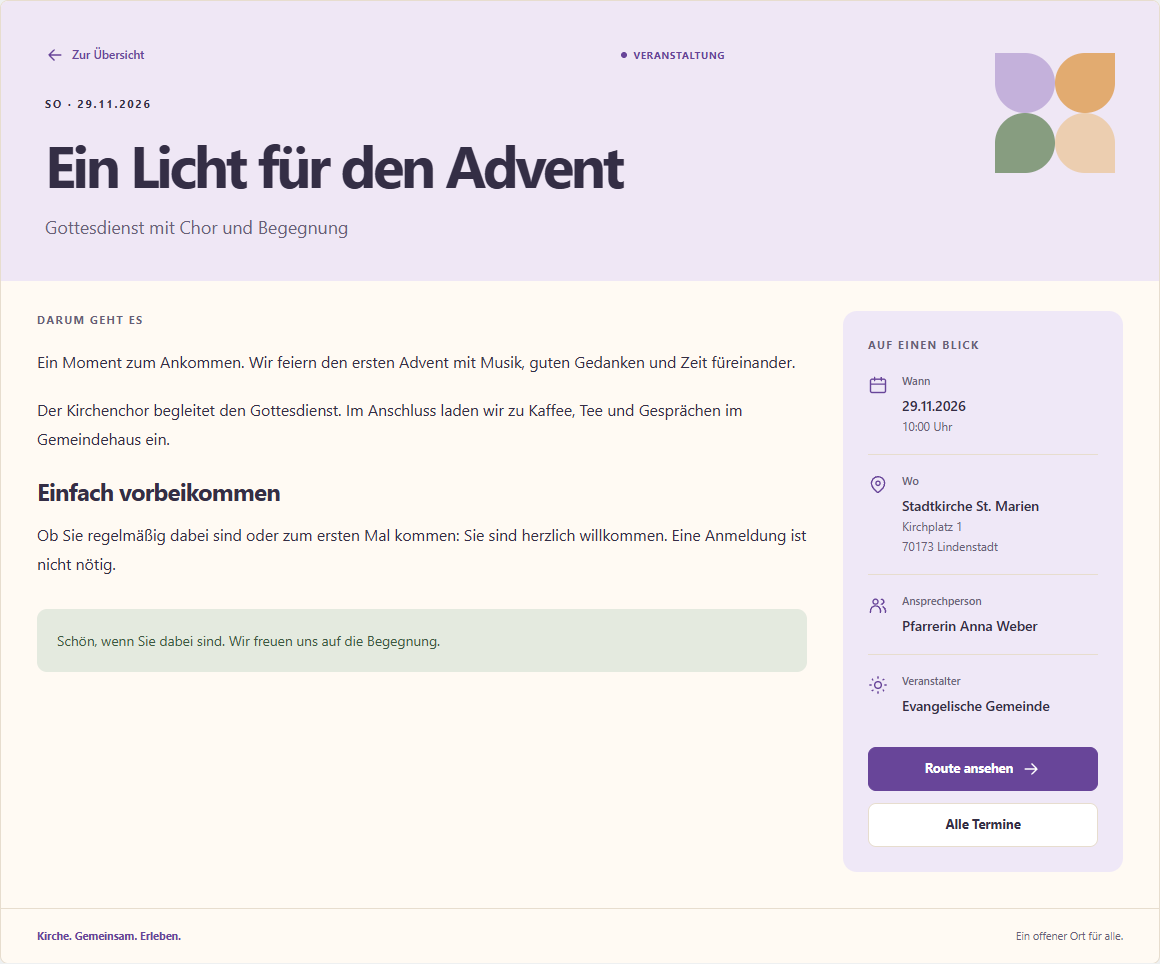 Zur Übersicht
VERANSTALTUNG
SO · 29.11.2026
Ein Licht für den Advent
Gottesdienst mit Chor und Begegnung
DARUM GEHT ES
Ein Moment zum Ankommen. Wir feiern den ersten Advent mit Musik, guten Gedanken und Zeit füreinander.
Der Kirchenchor begleitet den Gottesdienst. Im Anschluss laden wir zu Kaffee, Tee und Gesprächen im
Gemeindehaus ein.
Einfach vorbeikommen
Ob Sie regelmäßig dabei sind oder zum ersten Mal kommen: Sie sind herzlich willkommen. Eine Anmeldung ist
nicht nötig.
Schön, wenn Sie dabei sind. Wir freuen uns auf die Begegnung.
AUF EINEN BLICK
Wann
29.11.2026
10:00 Uhr
Wo
Stadtkirche St. Marien
Kirchplatz 1
70173 Lindenstadt
Ansprechperson
Pfarrerin Anna Weber
Veranstalter
Evangelische Gemeinde
Route ansehen
Alle Termine
Kirche. Gemeinsam. Erleben.
Ein offener Ort für alle.